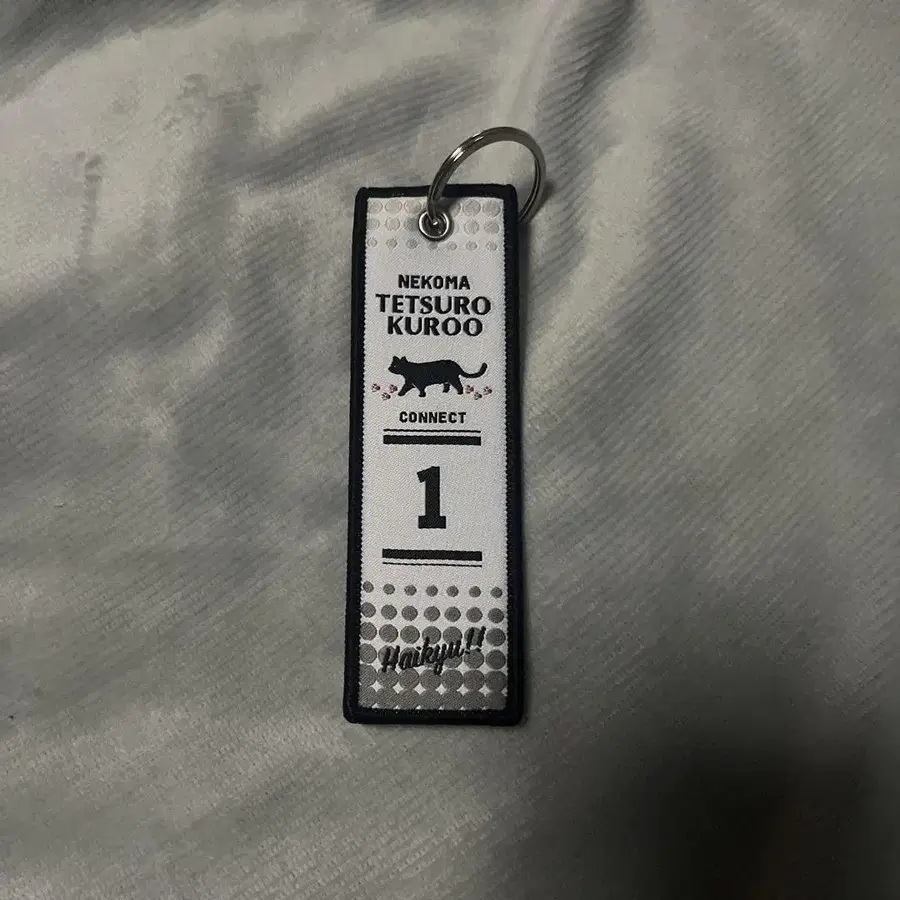 NEKOMA
TETSURO
KUROO
CONNECT
1
Haikyu!!